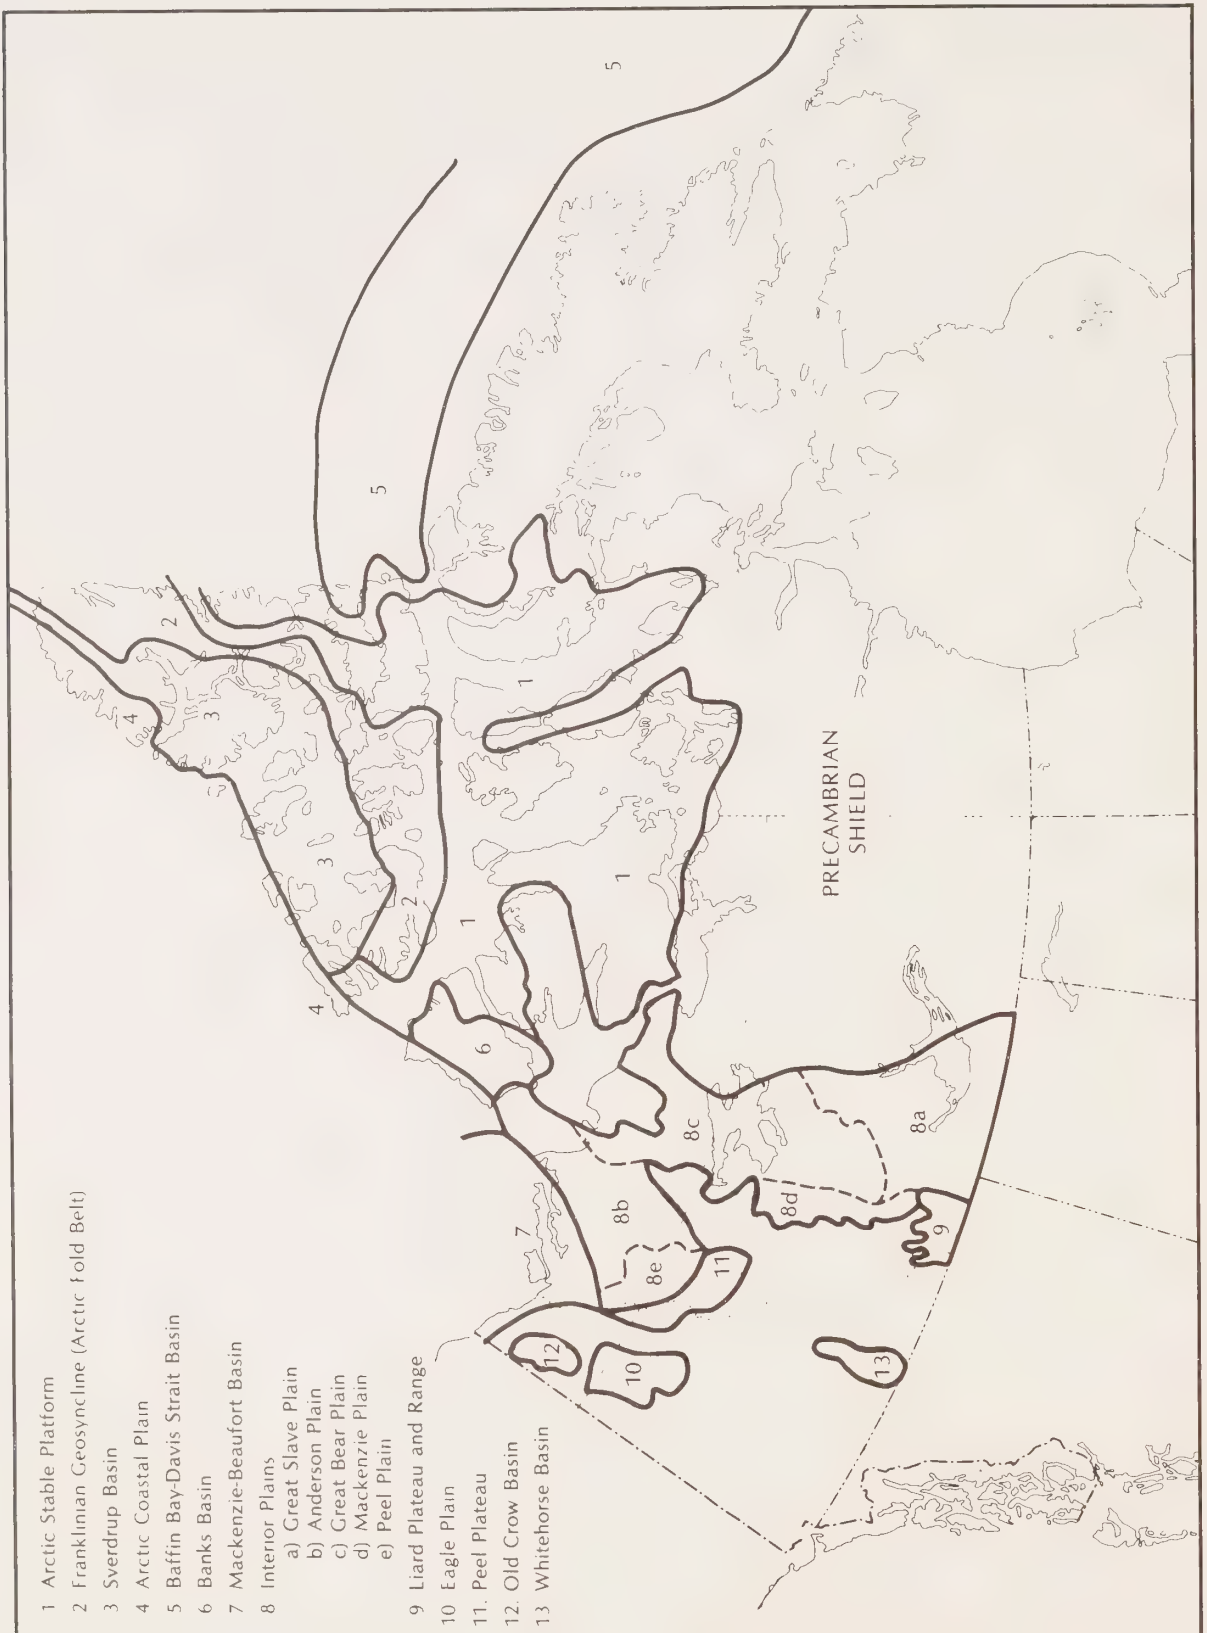 1 Arctic Stable Platform
2 Franklinian Geosyncline (Arctic Fold Belt)
3 Sverdrup Basin
4 Arctic Coastal Plain
5 Baffin Bay-Davis Strait Basin
6 Banks Basin
7 Mackenzie-Beaufort Basin
8 Interior Plains
a) Great Slave Plain
b) Anderson Plain
c) Great Bear Plain
d) Mackenzie Plain
e) Peel Plain
9 Liard Plateau and Range
10 Eagle Plain
11. Peel Plateau
12. Old Crow Basin
13 Whitehorse Basin
5
5
2
4
3
1
3
2
1
1
4
6
PRECAMBRIAN
SHIELD
7
8b
8c
8a
8e
8d
11
9
12
10
13